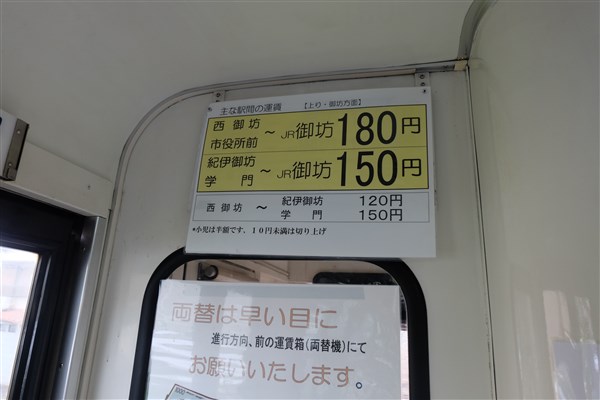 主な駅間の運賃 【上り・御坊方面】
西御坊
市役所前 ～ JR御坊 180円
紀伊御坊
学門 ～ JR御坊 150円
西御坊 ～ 紀伊御坊 120円
学門 150円
*小児は半額です、10円未満は切り上げ
両替は早い目に
進行方向、前の運賃箱(両替機)にて
お願いいたします。